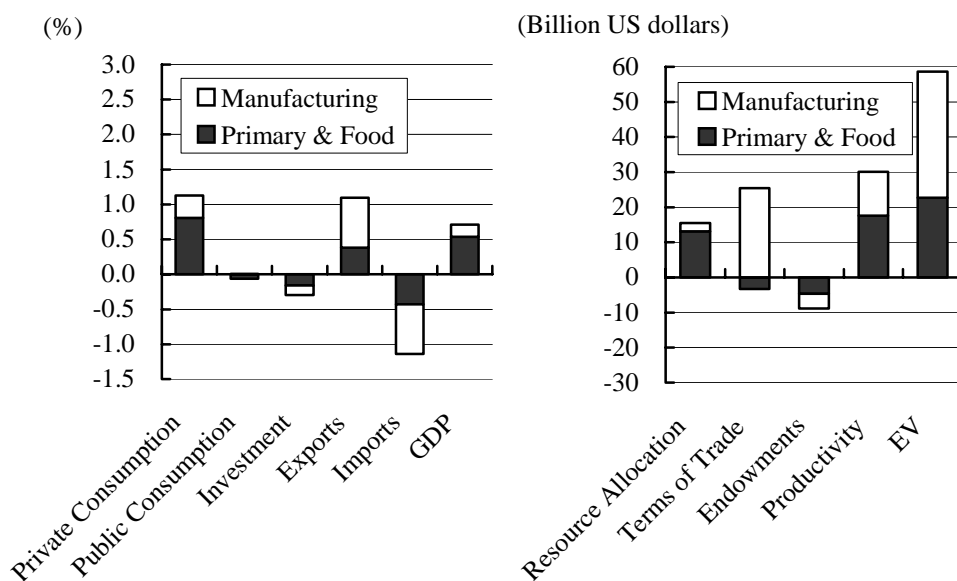 (%)
3.0
2.5
2.0
1.5
1.0
0.5
0.0
-0.5
-1.0
-1.5
Manufacturing
Primary & Food
Private Consumption
Public Consumption
Investment
Exports
Imports
GDP
(Billion US dollars)
60
50
40
30
20
10
0
-10
-20
-30
Manufacturing
Primary & Food
Resource Allocation
Terms of Trade
Endowments
Productivity
EV